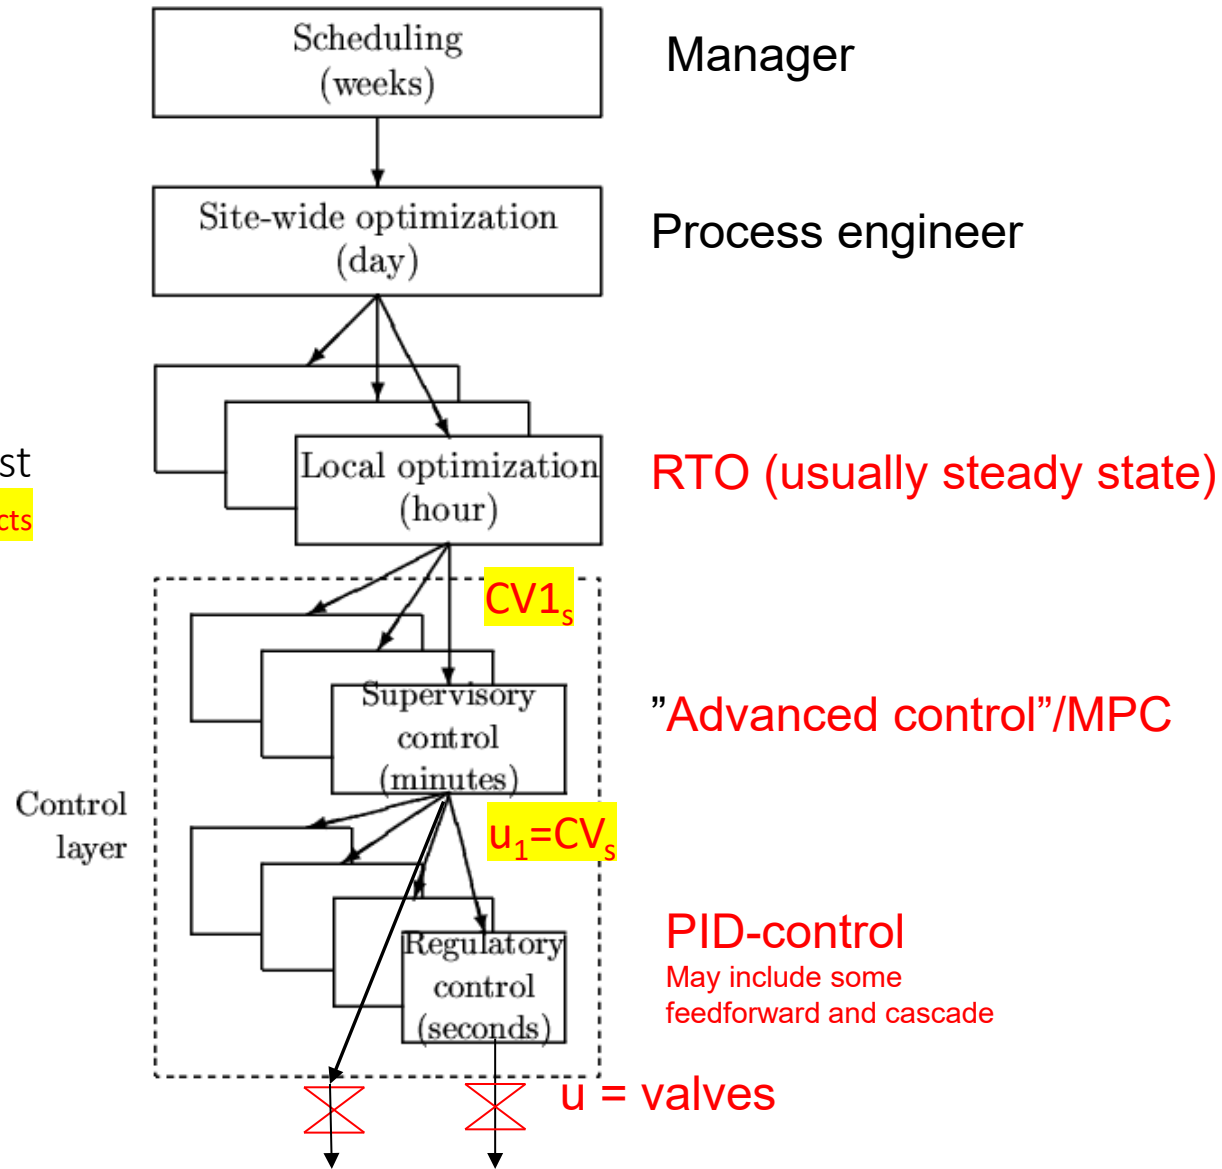 Scheduling
(weeks)
Manager
Site-wide optimization
(day)
Process engineer
st
cts
Local optimization
(hour)
RTO (usually steady state)
CV1s
Supervisory
control
(minutes)
”Advanced control”/MPC
Control
layer
u1=CVs
Regulatory
control
(seconds)
PID-control
May include some
feedforward and cascade
u = valves